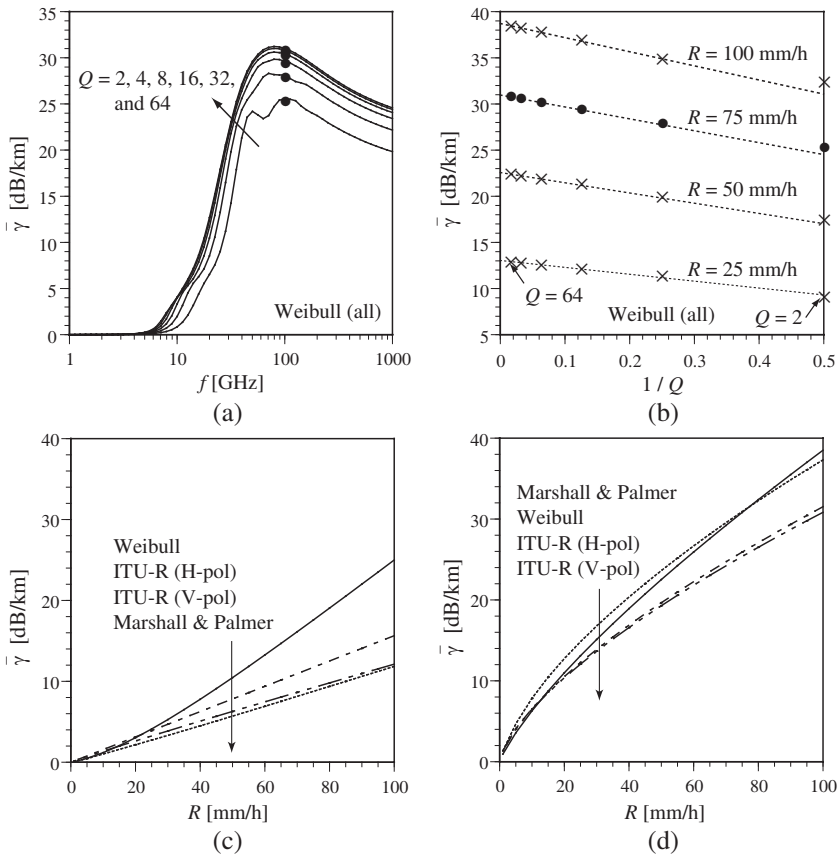 35
30
25
20
15
10
5
0
γ̄ [dB/km]
Q = 2, 4, 8, 16, 32,
and 64
Weibull (all)
1 10 100 1000
f [GHz]
(a)
40
35
30
25
20
15
10
5
γ̄ [dB/km]
R = 100 mm/h
R = 75 mm/h
R = 50 mm/h
R = 25 mm/h
Q = 64
Q = 2
Weibull (all)
0 0.1 0.2 0.3 0.4 0.5
1 / Q
(b)
40
30
20
10
0
γ̄ [dB/km]
Weibull
ITU-R (H-pol)
ITU-R (V-pol)
Marshall & Palmer
0 20 40 60 80 100
R [mm/h]
(c)
40
30
20
10
0
γ̄ [dB/km]
Marshall & Palmer
Weibull
ITU-R (H-pol)
ITU-R (V-pol)
0 20 40 60 80 100
R [mm/h]
(d)